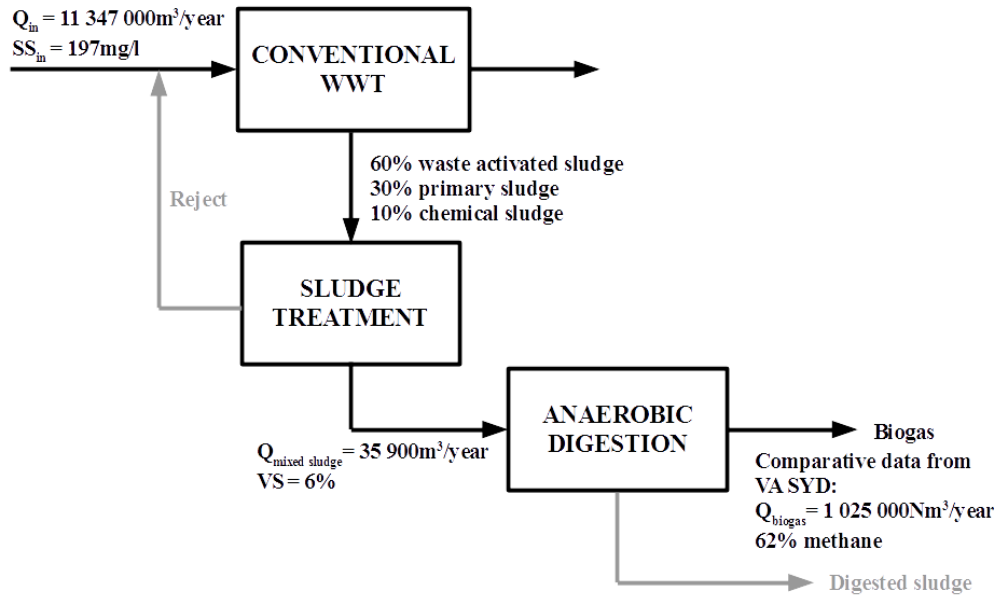 Q_in = 11 347 000m³/year
SS_in = 197mg/l
CONVENTIONAL
WWT
60% waste activated sludge
30% primary sludge
10% chemical sludge
Reject
SLUDGE
TREATMENT
Q_mixed sludge = 35 900m³/year
VS = 6%
ANAEROBIC
DIGESTION
Biogas
Comparative data from
VA SYD:
Q_biogas = 1 025 000Nm³/year
62% methane
Digested sludge